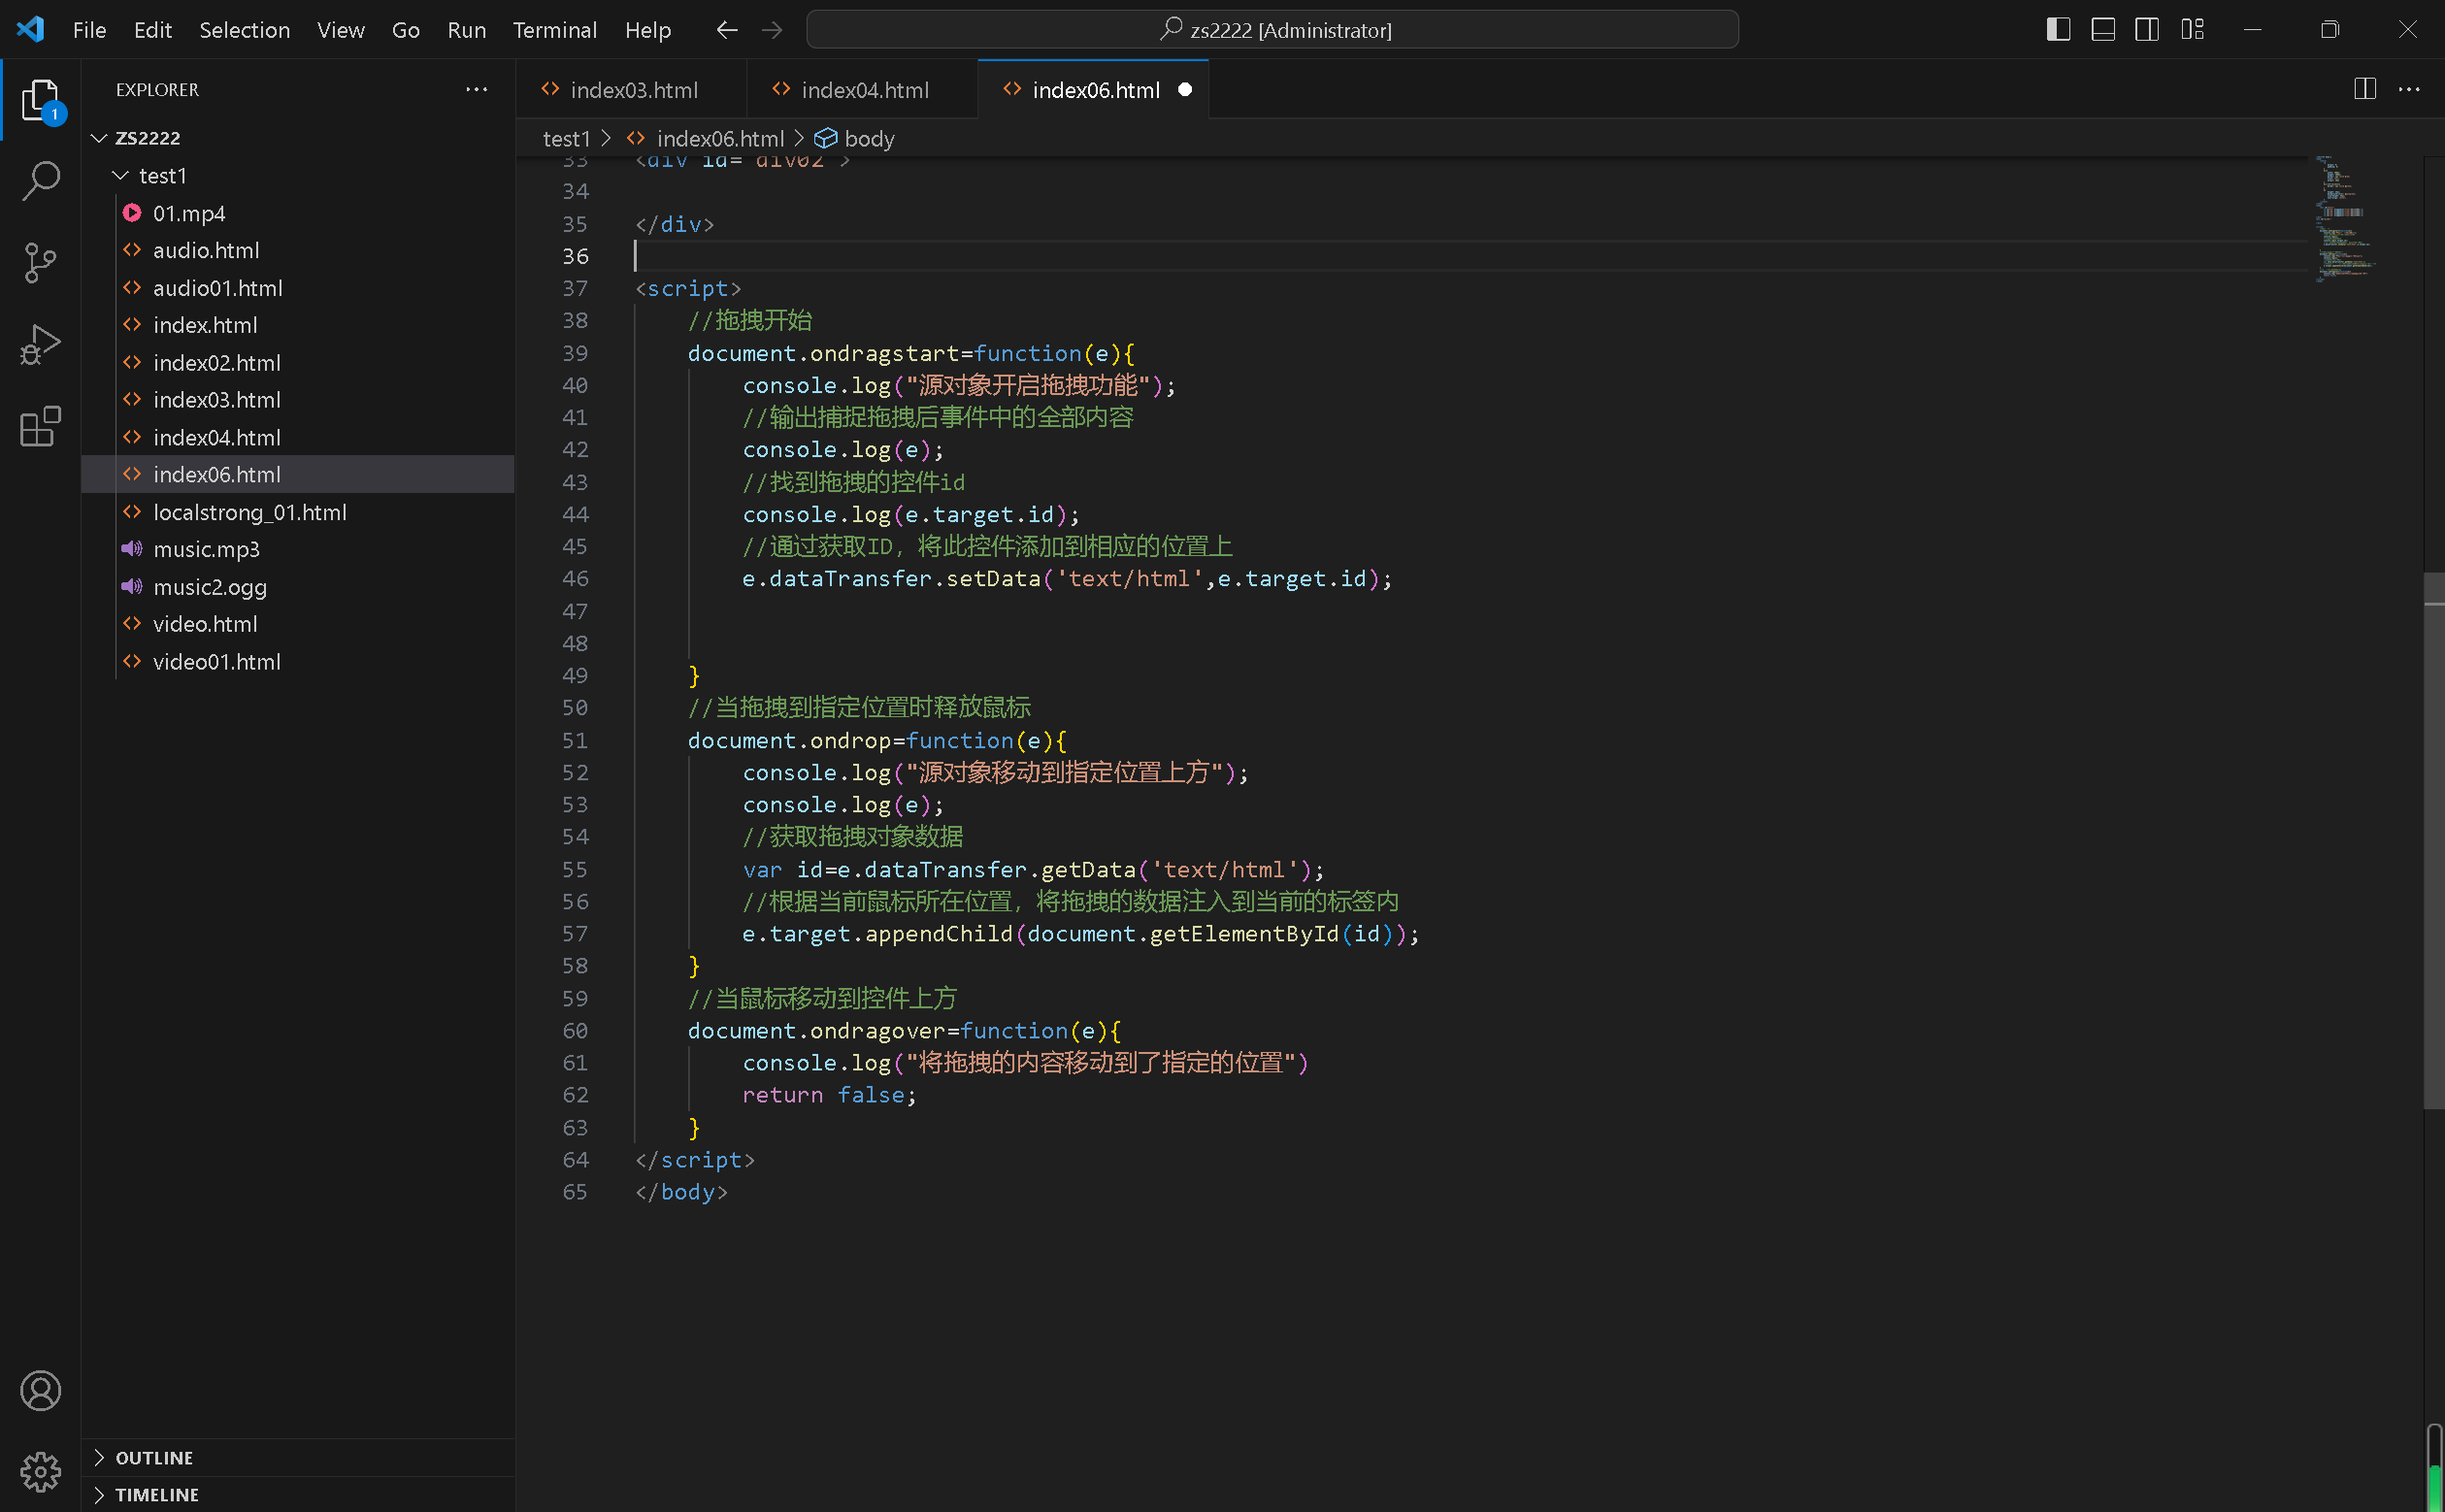 File Edit Selection View Go Run Terminal Help
zs2222 [Administrator]
EXPLORER
ZS2222
test1
01.mp4
audio.html
audio01.html
index.html
index02.html
index03.html
index04.html
index06.html
localstrong_01.html
music.mp3
music2.ogg
video.html
video01.html
OUTLINE
TIMELINE
1
index03.html
index04.html
index06.html
test1 > index06.html > body
33 <div id="div02">
34
35 </div>
36
37 <script>
38 //拖拽开始
39 document.ondragstart=function(e){
40 console.log("源对象开启拖拽功能");
41 //输出捕捉拖拽后事件中的全部内容
42 console.log(e);
43 //找到拖拽的控件id
44 console.log(e.target.id);
45 //通过获取ID，将此控件添加到相应的位置上
46 e.dataTransfer.setData('text/html',e.target.id);
47
48
49 }
50 //当拖拽到指定位置时释放鼠标
51 document.ondrop=function(e){
52 console.log("源对象移动到指定位置上方");
53 console.log(e);
54 //获取拖拽对象数据
55 var id=e.dataTransfer.getData('text/html');
56 //根据当前鼠标所在位置，将拖拽的数据注入到当前的标签内
57 e.target.appendChild(document.getElementById(id));
58 }
59 //当鼠标移动到控件上方
60 document.ondragover=function(e){
61 console.log("将拖拽的内容移动到了指定的位置")
62 return false;
63 }
64 </script>
65 </body>